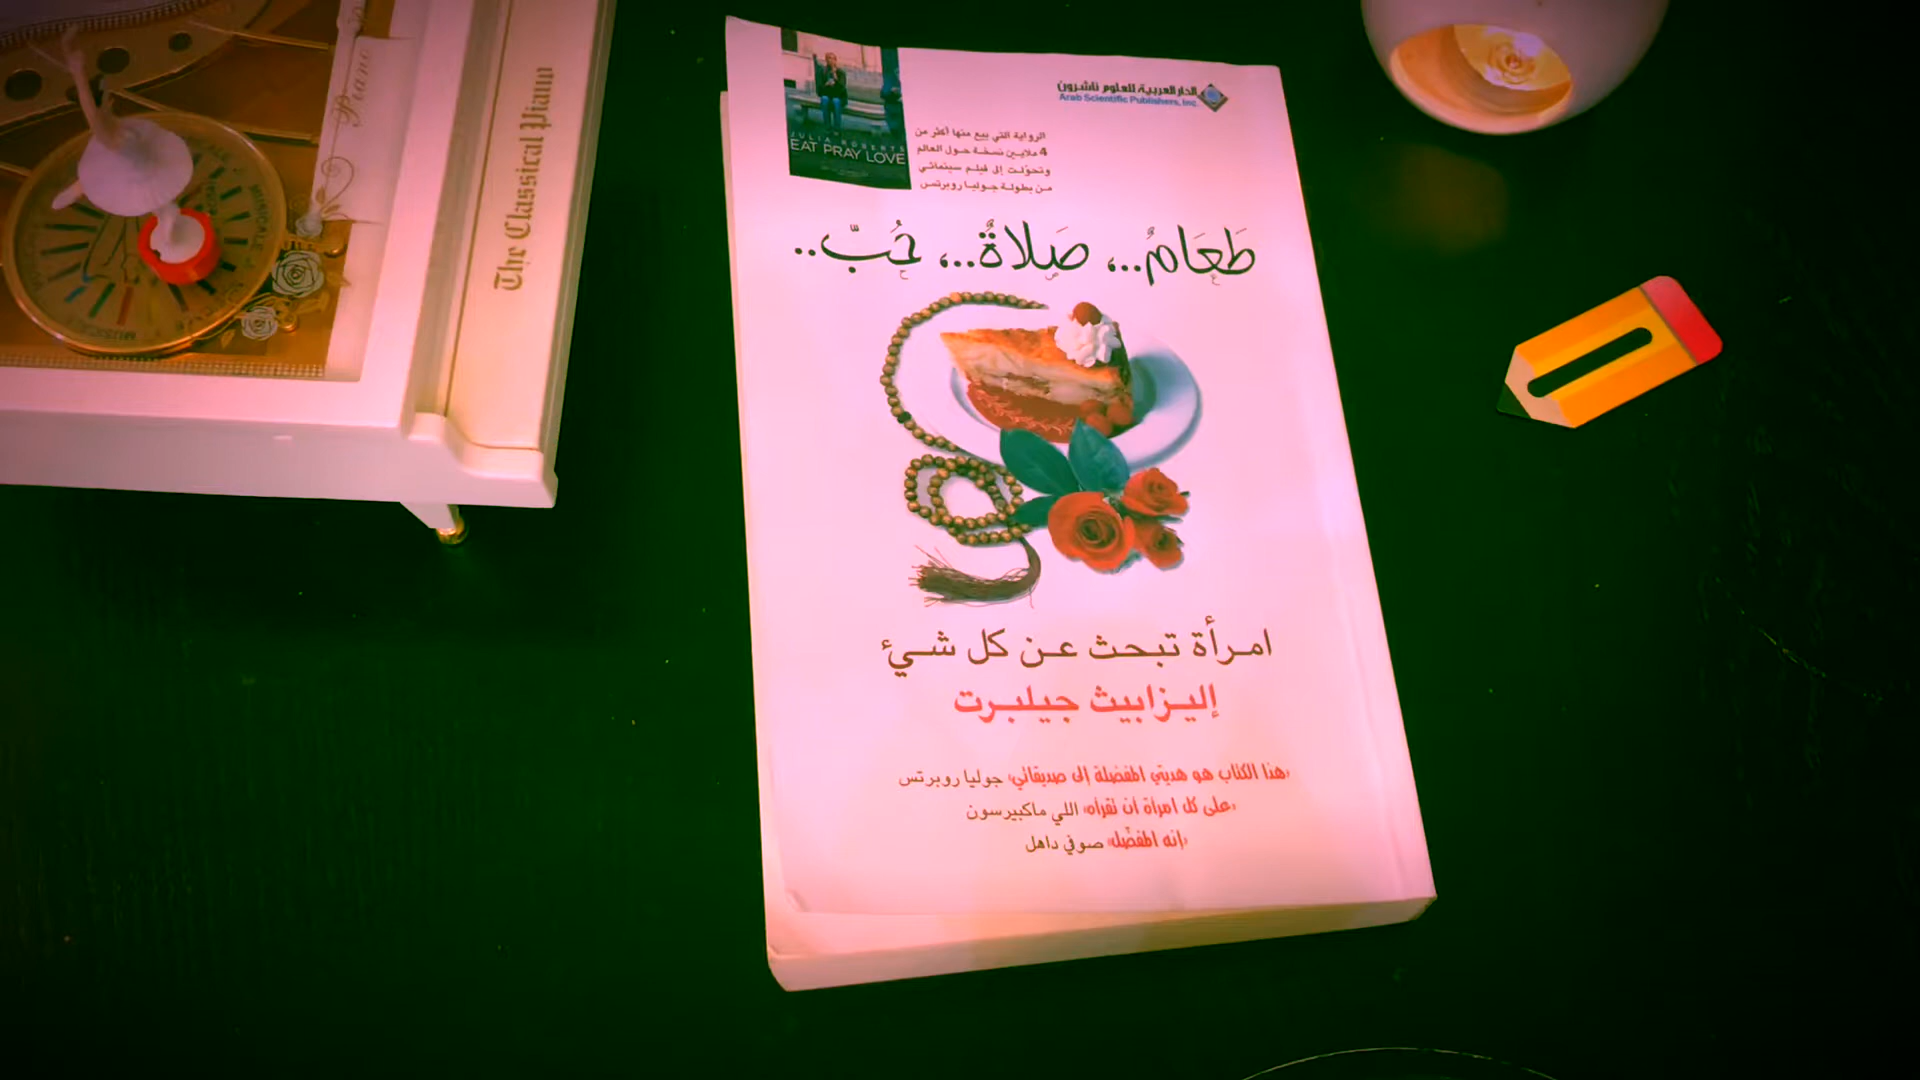 The Classical Piano
Piano
الدار العربية للعلوم ناشرون
Arab Scientific Publishers, Inc.
JULIA ROBERTS
EAT PRAY LOVE
الرواية التي بيع منها أكثر من
4 ملايين نسخة حول العالم
وتحوّلت إلى فيلم سينمائي
من بطولة جوليا روبرتس
طَعَامٌ...، صَلاةٌ...، حُبّ..
امرأة تبحث عن كل شيء
إليزابيث جيلبرت
«هذا الكتاب هو هديتي المفضلة إلى صديقاتي» جوليا روبرتس
«على كل امرأة أن تقرأه» اللي ماكبيرسون
«إنه المفضّل» صوفي داهل